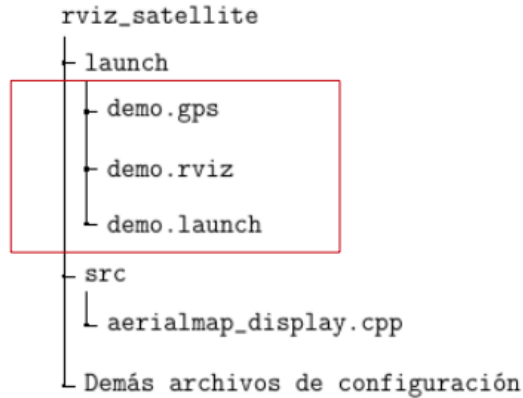 rviz_satellite
launch
demo.gps
demo.rviz
demo.launch
src
aerialmap_display.cpp
Demás archivos de configuración